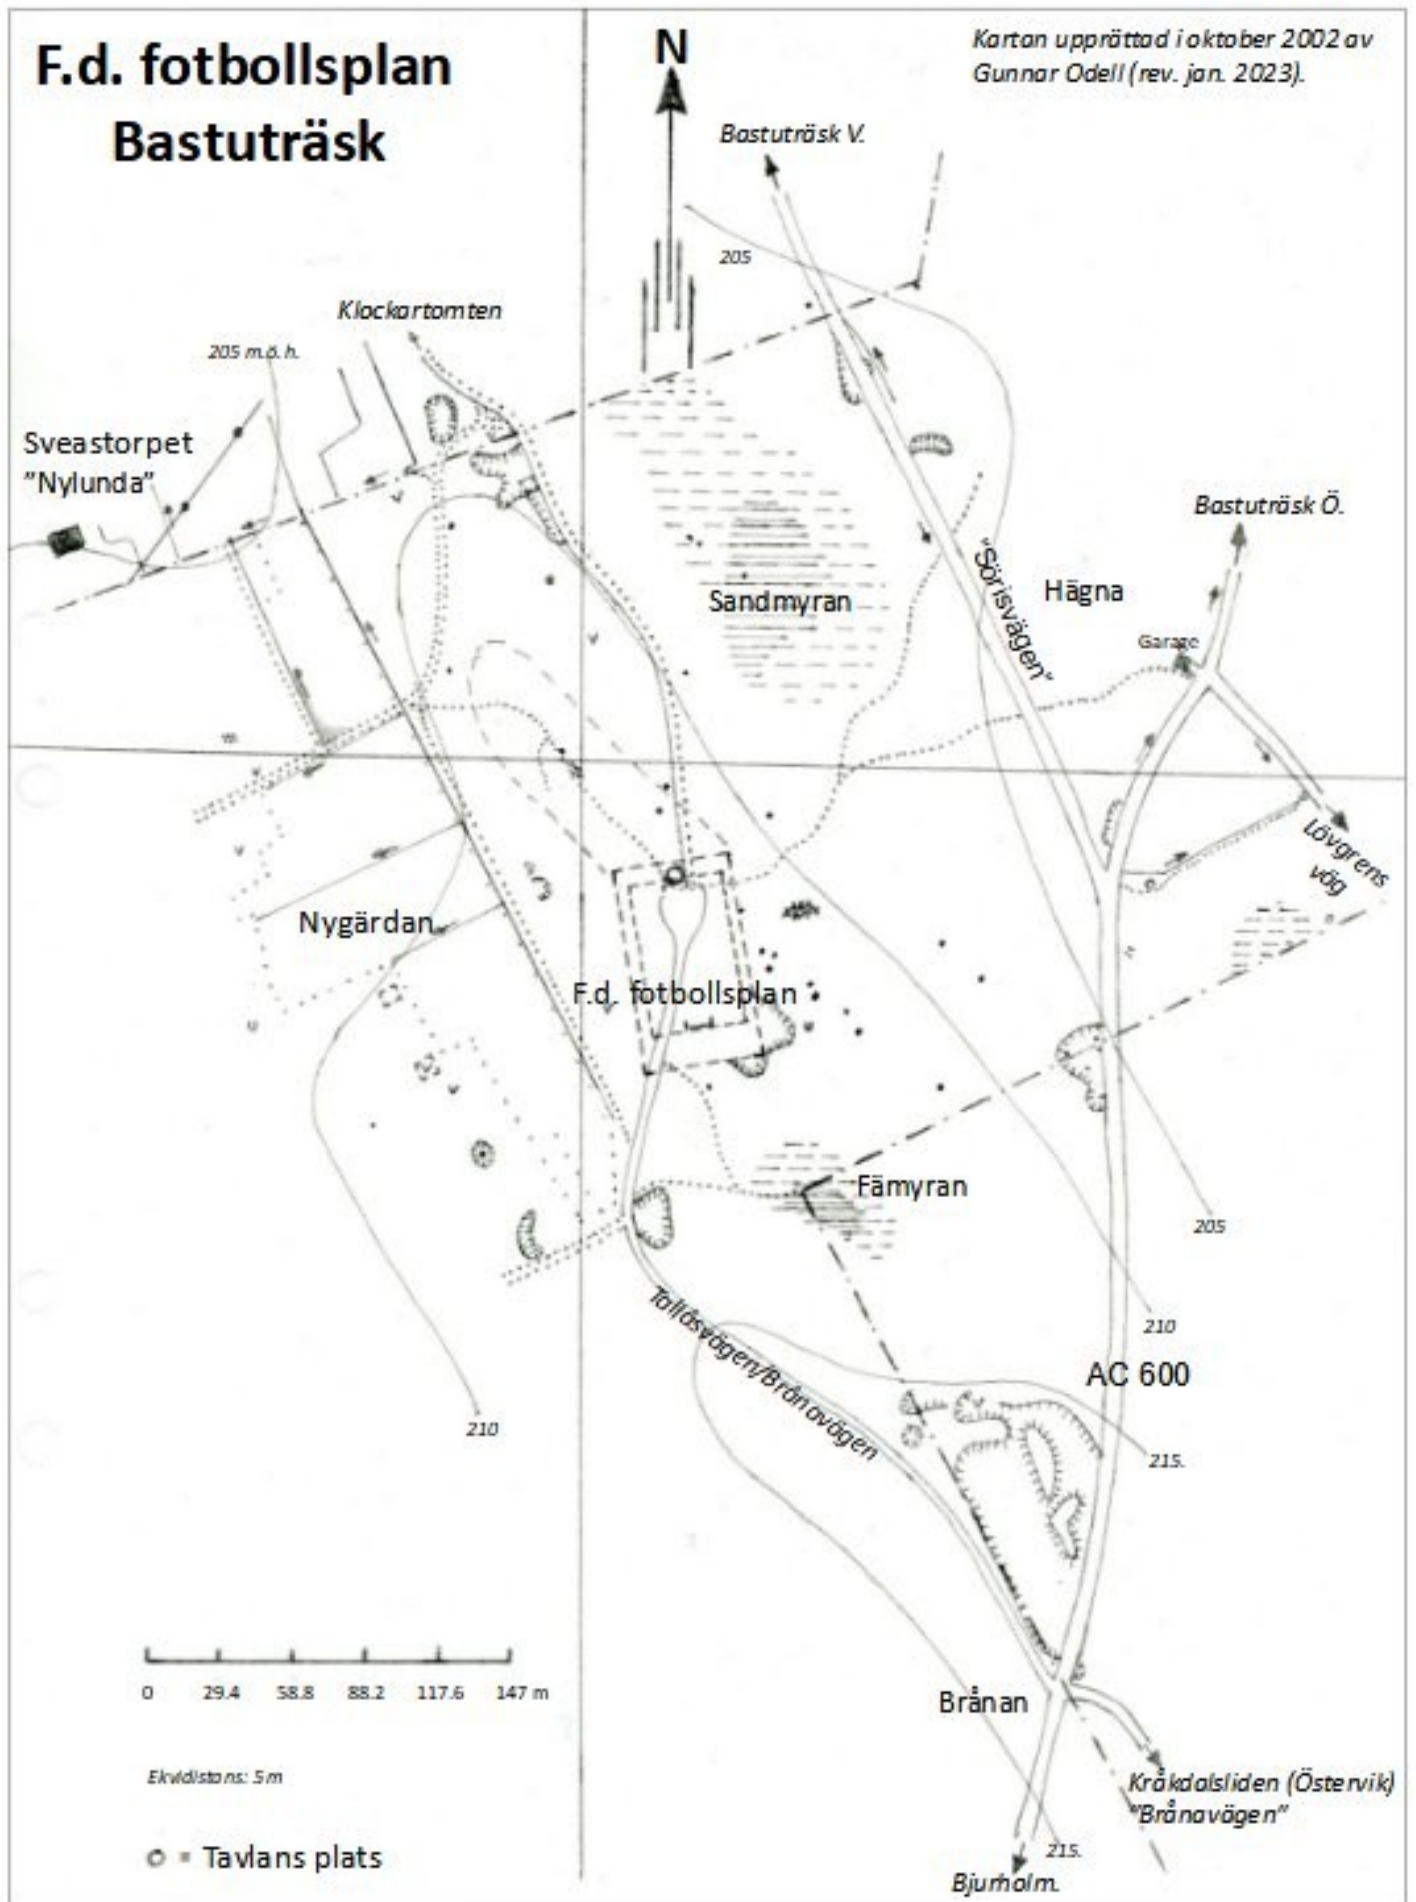 F.d. fotbollsplan
Bastuträsk
N
Kartan upprättad i oktober 2002 av
Gunnar Odell (rev. jan. 2023).
Bastuträsk V.
205
Klockartomten
205 m.ö.h.
Sveastorpet
"Nylunda"
Bastuträsk Ö.
"Sörisvägen"
Hägna
Sandmyran
Garage
Lövgrens
väg
Nygärdan
F.d. fotbollsplan
Fämyran
205
Tallåsvägen/Brånavägen
210
AC 600
210
215.
0 29.4 58.8 88.2 117.6 147 m
Brånan
Ekvidistans: 5 m
Kråkdalsliden (Östervik)
"Brånavägen"
215.
O = Tavlans plats
Bjurholm.